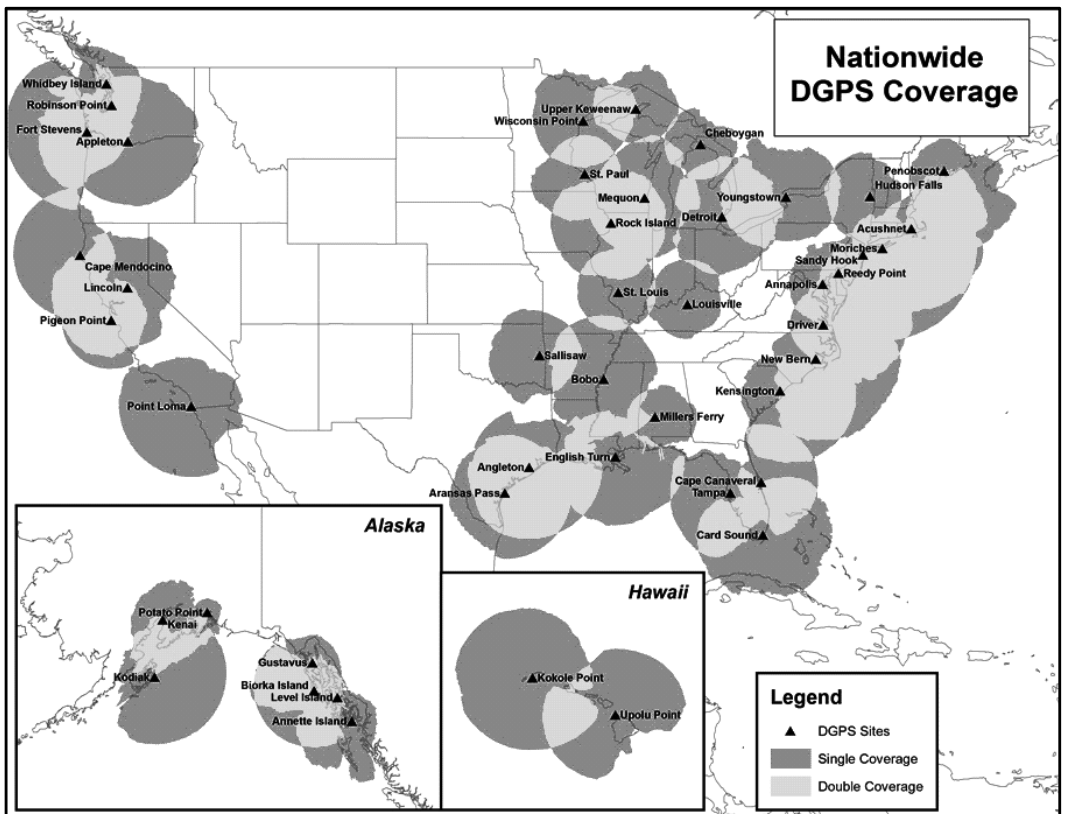 Nationwide
DGPS Coverage
Whidbey Island
Robinson Point
Fort Stevens
Appleton
Cape Mendocino
Lincoln
Pigeon Point
Point Loma
Upper Keweenaw
Wisconsin Point
Cheboygan
St. Paul
Mequon
Rock Island
Detroit
Youngstown
St. Louis
Louisville
Penobscot
Hudson Falls
Acushnet
Moriches
Sandy Hook
Reedy Point
Annapolis
Driver
New Bern
Kensington
Sallisaw
Bobo
Millers Ferry
English Turn
Angleton
Aransas Pass
Cape Canaveral
Tampa
Card Sound
Alaska
Potato Point
Kenai
Kodiak
Gustavus
Biorka Island
Level Island
Annette Island
Hawaii
Kokole Point
Upolu Point
Legend
DGPS Sites
Single Coverage
Double Coverage